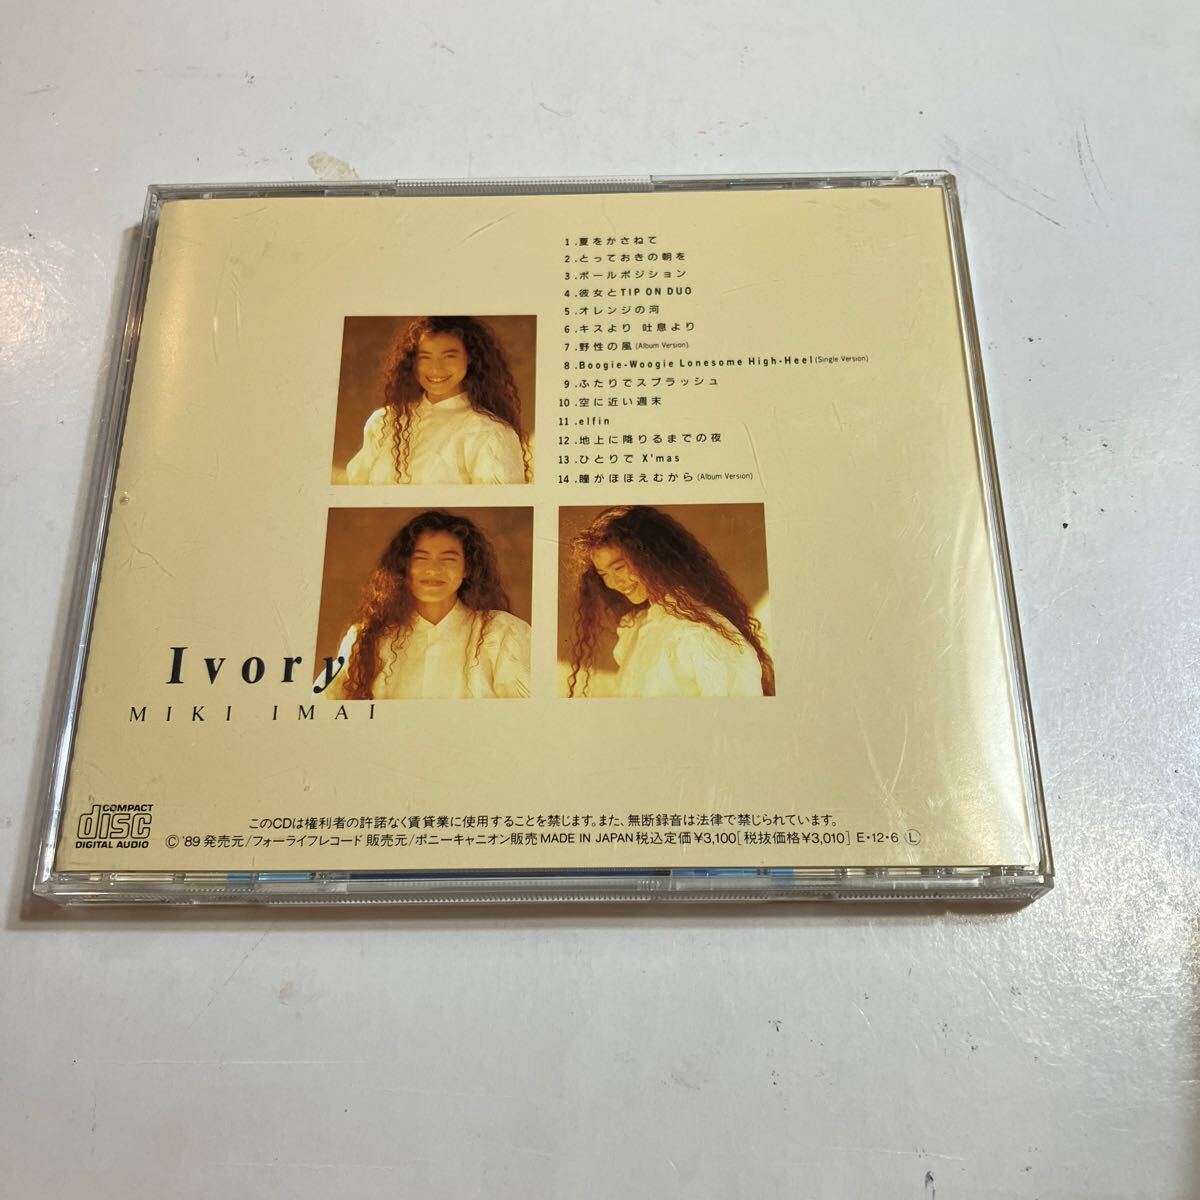 1.夏をかさねて
2.とっておきの朝を
3.ポールポジション
4.彼女とTIP ON DUO
5.オレンジの河
6.キスより 吐息より
7.野性の風(Album Version)
8.Boogie-Woogie Lonesome High-Heel(Single Version)
9.ふたりでスプラッシュ
10.空に近い週末
11.elfin
12.地上に降りるまでの夜
13.ひとりで X'mas
14.瞳がほほえむから(Album Version)
Ivory
MIKI IMAI
COMPACT
disc
DIGITAL AUDIO
このCDは権利者の許諾なく賃貸業に使用することを禁じます。また、無断録音は法律で禁じられています。
©'89 発売元/フォーライフレコード 販売元/ポニーキャニオン販売 MADE IN JAPAN 税込定価¥3,100[税抜価格¥3,010] E・12・6 Ⓛ